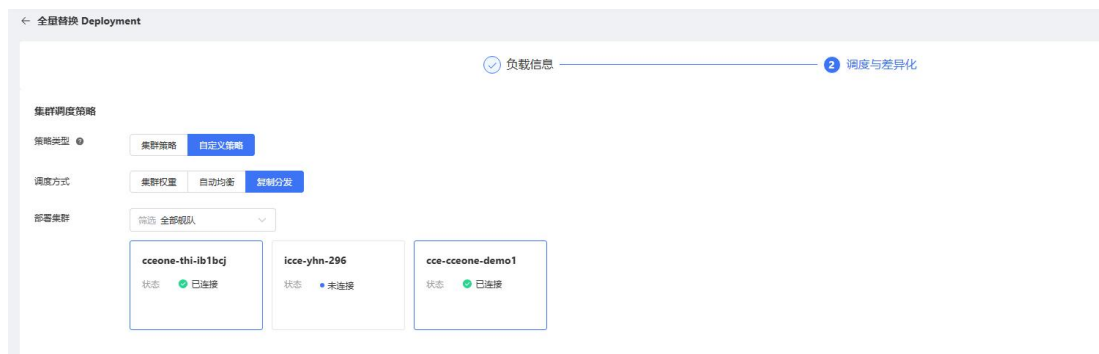 ← 全量替换 Deployment
负载信息 2 调度与差异化
集群调度策略
策略类型 集群策略 自定义策略
调度方式 集群权重 自动均衡 复制分发
部署集群 筛选 全部舰队
cceone-thi-ib1bcj icce-yhn-296 cce-cceone-demo1
状态 已连接 状态 未连接 状态 已连接